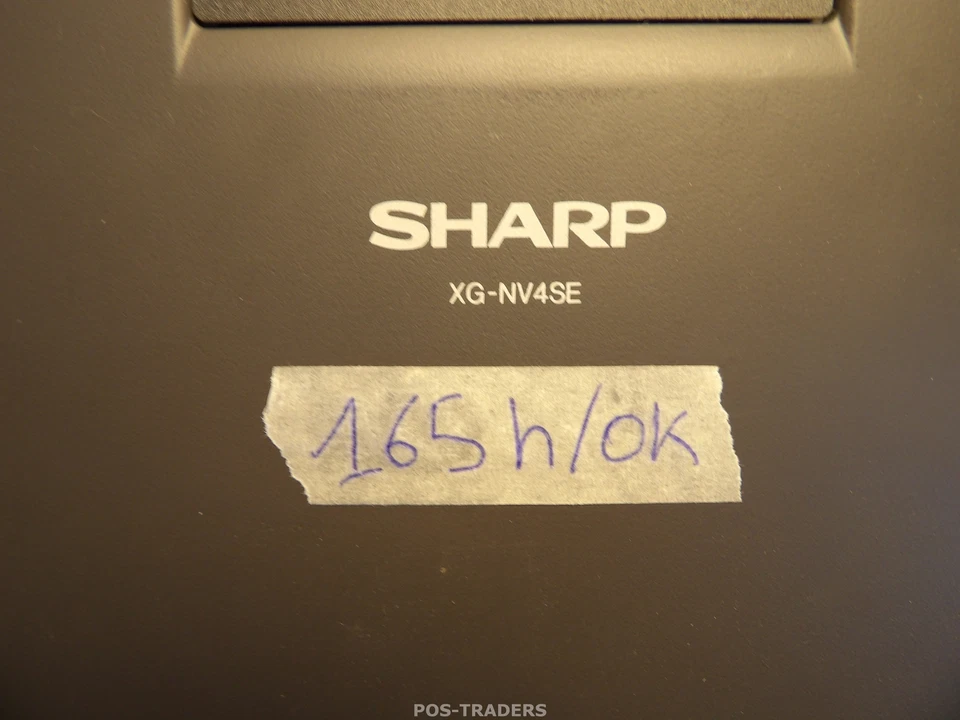 SHARP
XG-NV4SE
165 h/OK
POS-TRADERS